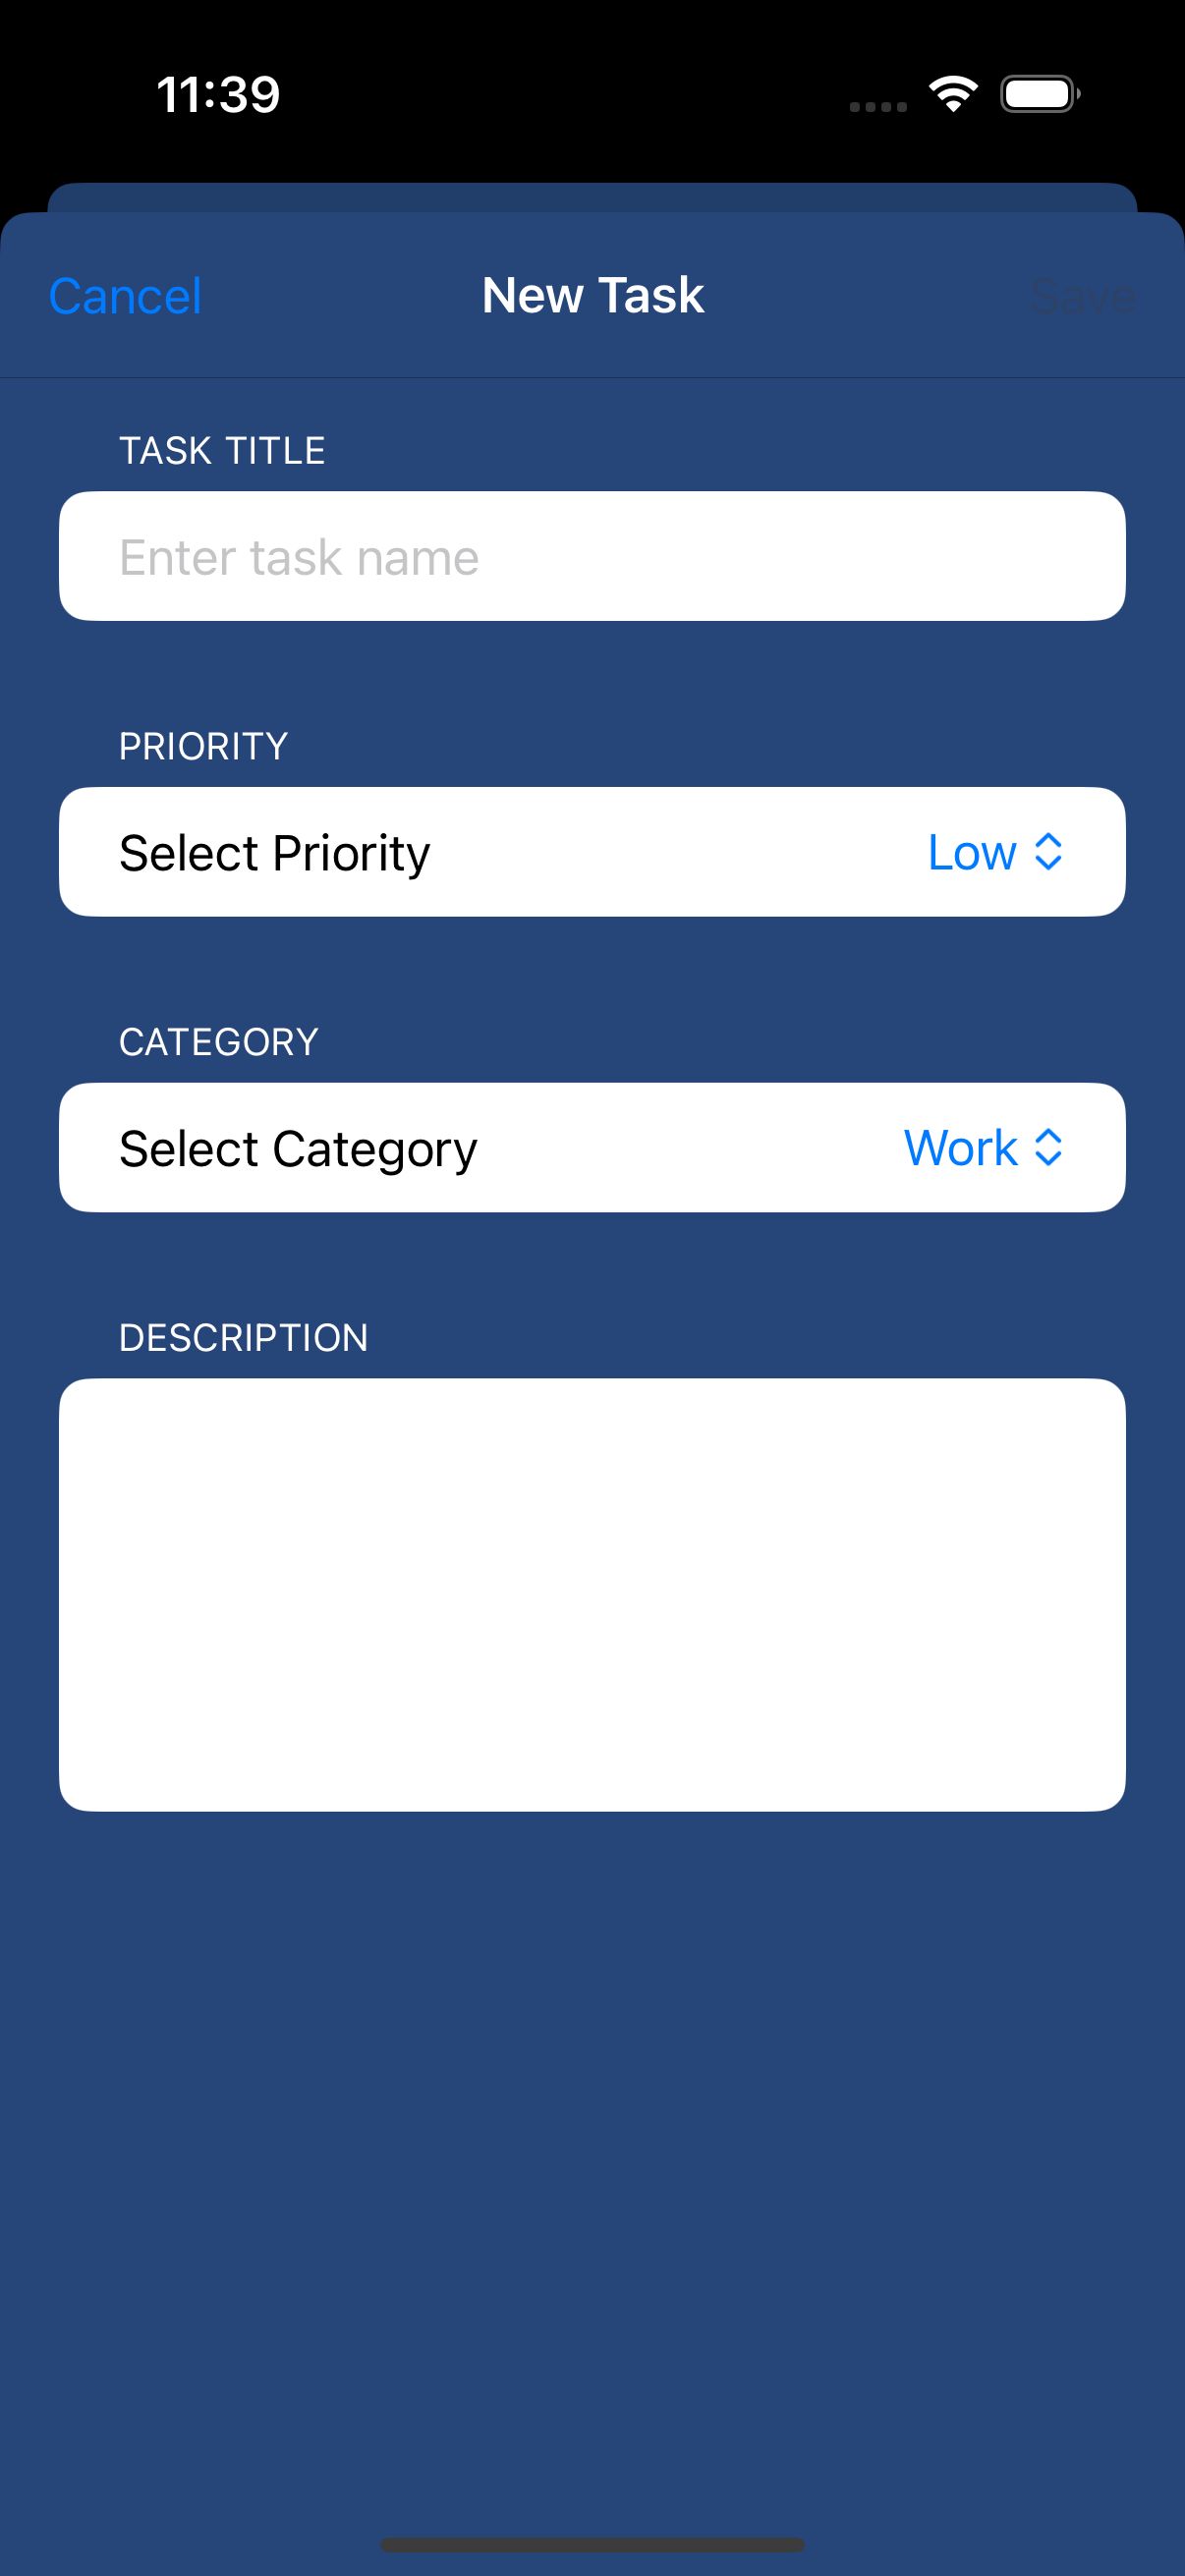 11:39
Cancel New Task Save
TASK TITLE
Enter task name
PRIORITY
Select Priority Low
CATEGORY
Select Category Work
DESCRIPTION